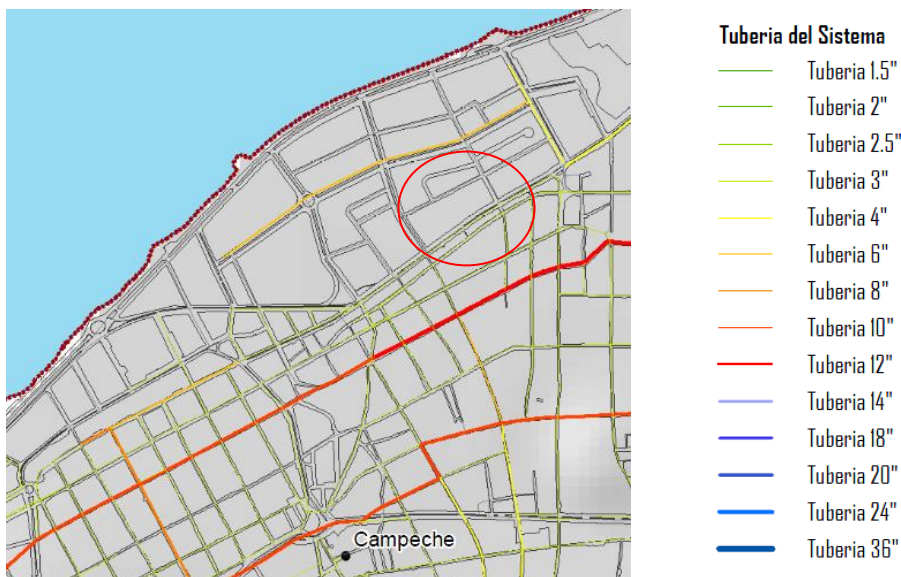 Tuberia del Sistema
Tuberia 1.5"
Tuberia 2"
Tuberia 2.5"
Tuberia 3"
Tuberia 4"
Tuberia 6"
Tuberia 8"
Tuberia 10"
Tuberia 12"
Tuberia 14"
Tuberia 18"
Tuberia 20"
Tuberia 24"
Tuberia 36"
Campeche